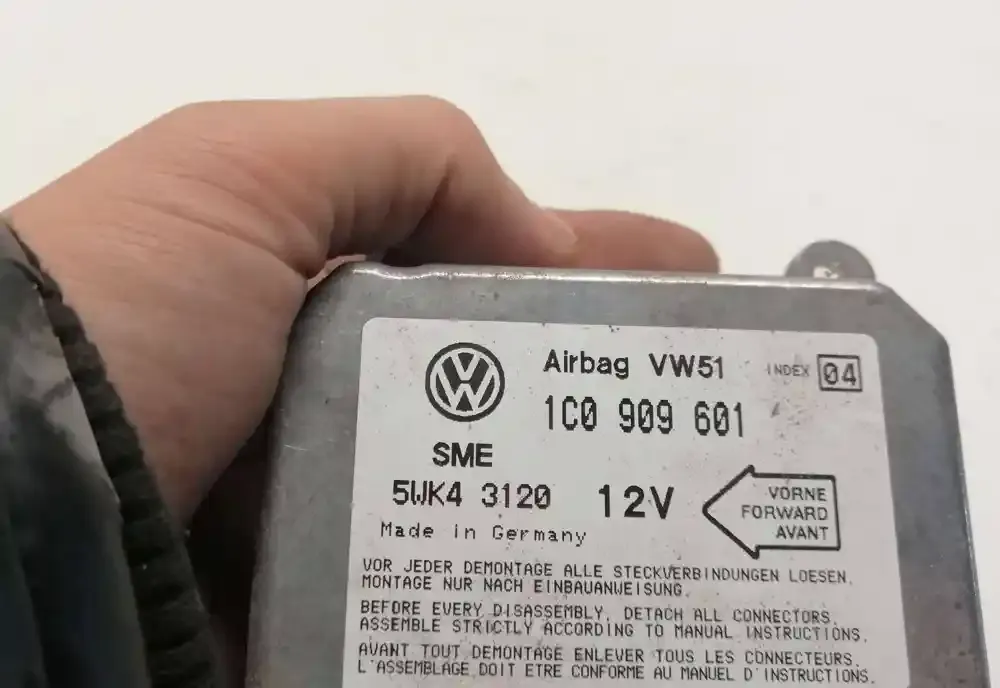 Airbag VW51 INDEX 04
1C0 909 601
SME
5WK4 3120 12V
VORNE
FORWARD
AVANT
Made in Germany
VOR JEDER DEMONTAGE ALLE STECKVERBINDUNGEN LOESEN.
MONTAGE NUR NACH EINBAUANWEISUNG.
BEFORE EVERY DISASSEMBLY, DETACH ALL CONNECTORS.
ASSEMBLE STRICTLY ACCORDING TO MANUAL INSTRUCTIONS.
AVANT TOUT DEMONTAGE ENLEVER TOUS LES CONNECTEURS.
L'ASSEMBLAGE DOIT ETRE CONFORME AU MANUEL D'INSTRUCTIONS.